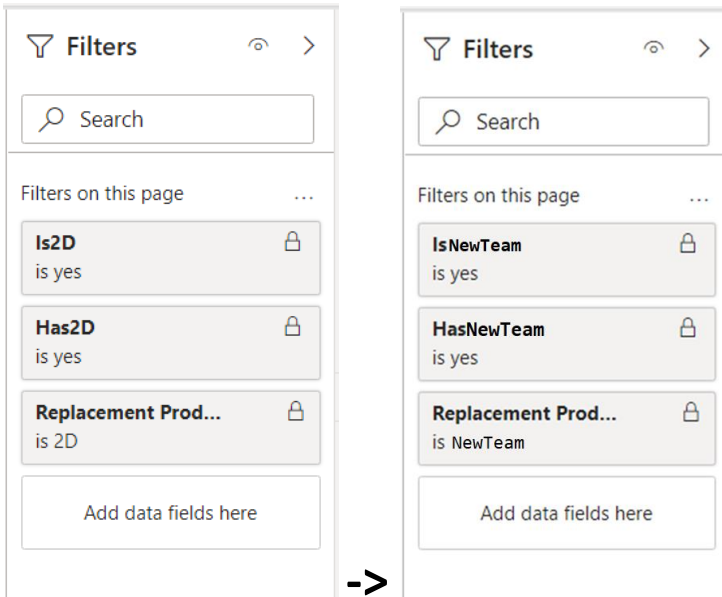 Filters
Search
Filters on this page
...
Is2D
is yes
Has2D
is yes
Replacement Prod...
is 2D
Add data fields here
->
Filters
Search
Filters on this page
...
IsNewTeam
is yes
HasNewTeam
is yes
Replacement Prod...
is NewTeam
Add data fields here